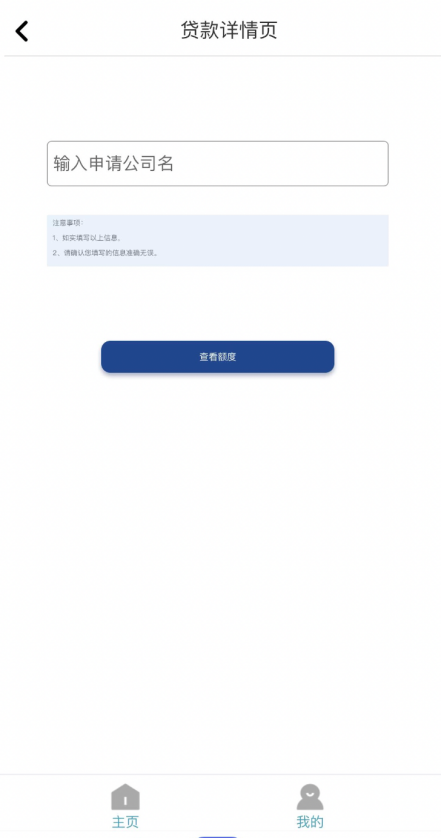 贷款详情页
输入申请公司名
注意事项:
1、如实填写以上信息。
2、请确认您填写的信息准确无误。
查看额度
主页
我的